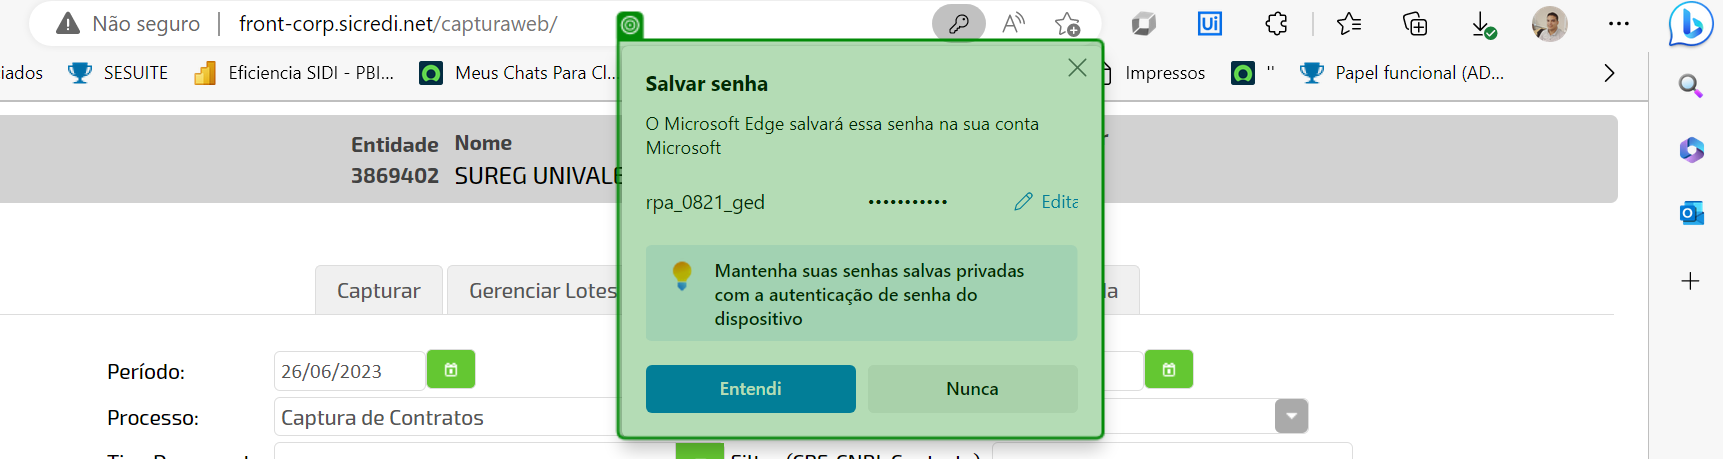 Não seguro front-corp.sicredi.net/capturaweb/
iados SESUITE Eficiencia SIDI - PBI... Meus Chats Para Cl... Impressos '' Papel funcional (AD...
Salvar senha
O Microsoft Edge salvará essa senha na sua conta
Microsoft
rpa_0821_ged ••••••••••• Edita
Mantenha suas senhas salvas privadas
com a autenticação de senha do
dispositivo
Entendi Nunca
Entidade Nome
3869402 SUREG UNIVALE
Capturar Gerenciar Lotes
Período: 26/06/2023
Processo: Captura de Contratos